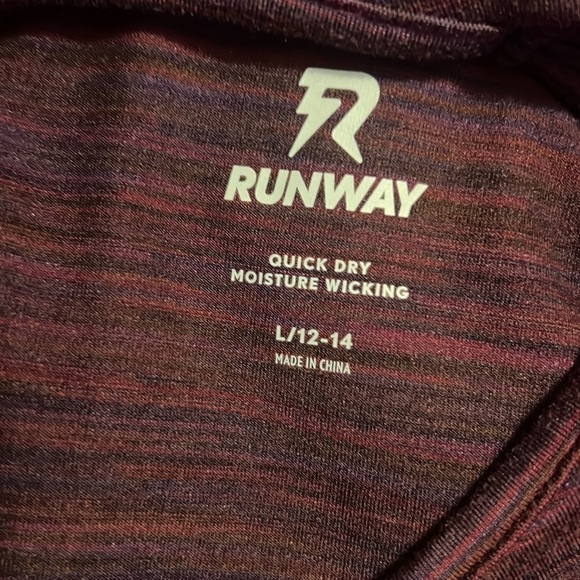 RUNWAY
QUICK DRY
MOISTURE WICKING
L/12-14
MADE IN CHINA